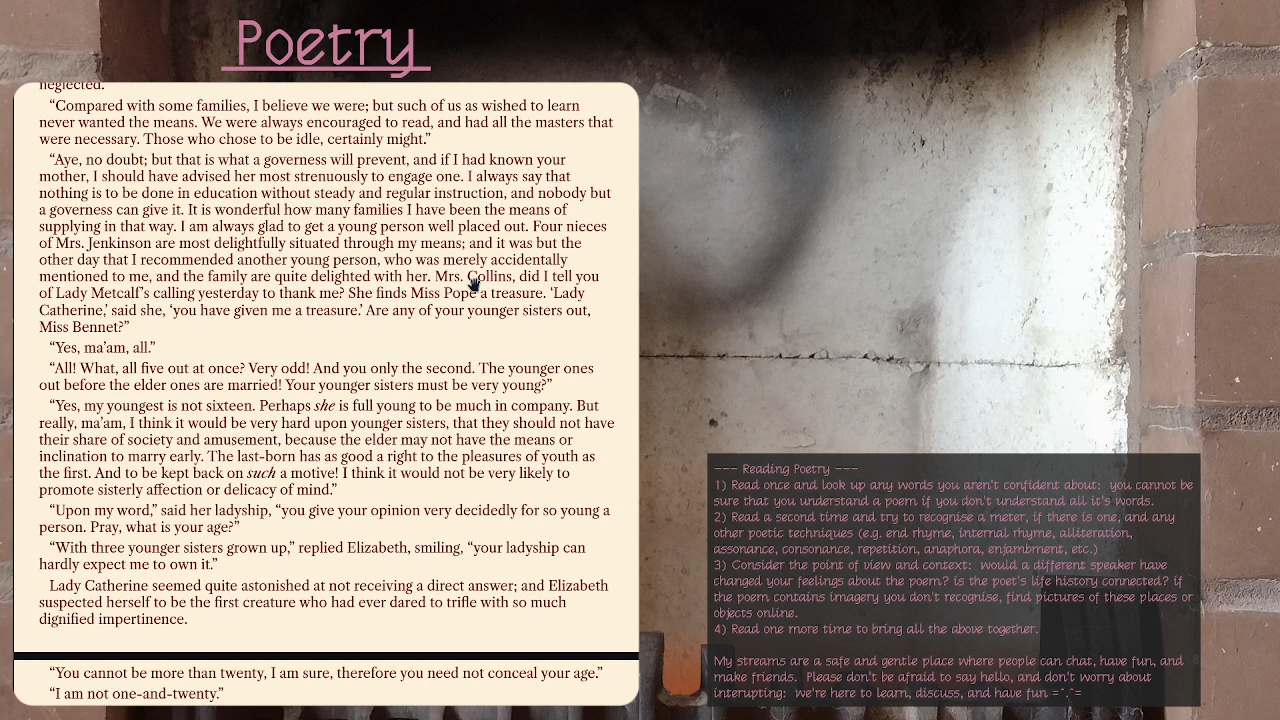 Poetry
neglected.
“Compared with some families, I believe we were; but such of us as wished to learn
never wanted the means. We were always encouraged to read, and had all the masters that
were necessary. Those who chose to be idle, certainly might.”
“Aye, no doubt; but that is what a governess will prevent, and if I had known your
mother, I should have advised her most strenuously to engage one. I always say that
nothing is to be done in education without steady and regular instruction, and nobody but
a governess can give it. It is wonderful how many families I have been the means of
supplying in that way. I am always glad to get a young person well placed out. Four nieces
of Mrs. Jenkinson are most delightfully situated through my means; and it was but the
other day that I recommended another young person, who was merely accidentally
mentioned to me, and the family are quite delighted with her. Mrs. Collins, did I tell you
of Lady Metcalf’s calling yesterday to thank me? She finds Miss Pope a treasure. ‘Lady
Catherine,’ said she, ‘you have given me a treasure.’ Are any of your younger sisters out,
Miss Bennet?”
“Yes, ma’am, all.”
“All! What, all five out at once? Very odd! And you only the second. The younger ones
out before the elder ones are married! Your younger sisters must be very young?”
“Yes, my youngest is not sixteen. Perhaps she is full young to be much in company. But
really, ma’am, I think it would be very hard upon younger sisters, that they should not have
their share of society and amusement, because the elder may not have the means or
inclination to marry early. The last-born has as good a right to the pleasures of youth as
the first. And to be kept back on such a motive! I think it would not be very likely to
promote sisterly affection or delicacy of mind.”
“Upon my word,” said her ladyship, “you give your opinion very decidedly for so young a
person. Pray, what is your age?”
“With three younger sisters grown up,” replied Elizabeth, smiling, “your ladyship can
hardly expect me to own it.”
Lady Catherine seemed quite astonished at not receiving a direct answer; and Elizabeth
suspected herself to be the first creature who had ever dared to trifle with so much
dignified impertinence.
“You cannot be more than twenty, I am sure, therefore you need not conceal your age.”
“I am not one-and-twenty.”
--- Reading Poetry ---
1) Read once and look up any words you aren't confident about: you cannot be
sure that you understand a poem if you don't understand all it's words.
2) Read a second time and try to recognise a meter, if there is one, and any
other poetic techniques (e.g. end rhyme, internal rhyme, alliteration,
assonance, consonance, repetition, anaphora, enjambment, etc.)
3) Consider the point of view and context: would a different speaker have
changed your feelings about the poem? is the poet's life history connected? if
the poem contains imagery you don't recognise, find pictures of these places or
objects online.
4) Read one more time to bring all the above together.
My streams are a safe and gentle place where people can chat, have fun, and
make friends. Please don't be afraid to say hello, and don't worry about
interupting: we're here to learn, discuss, and have fun =^.^=